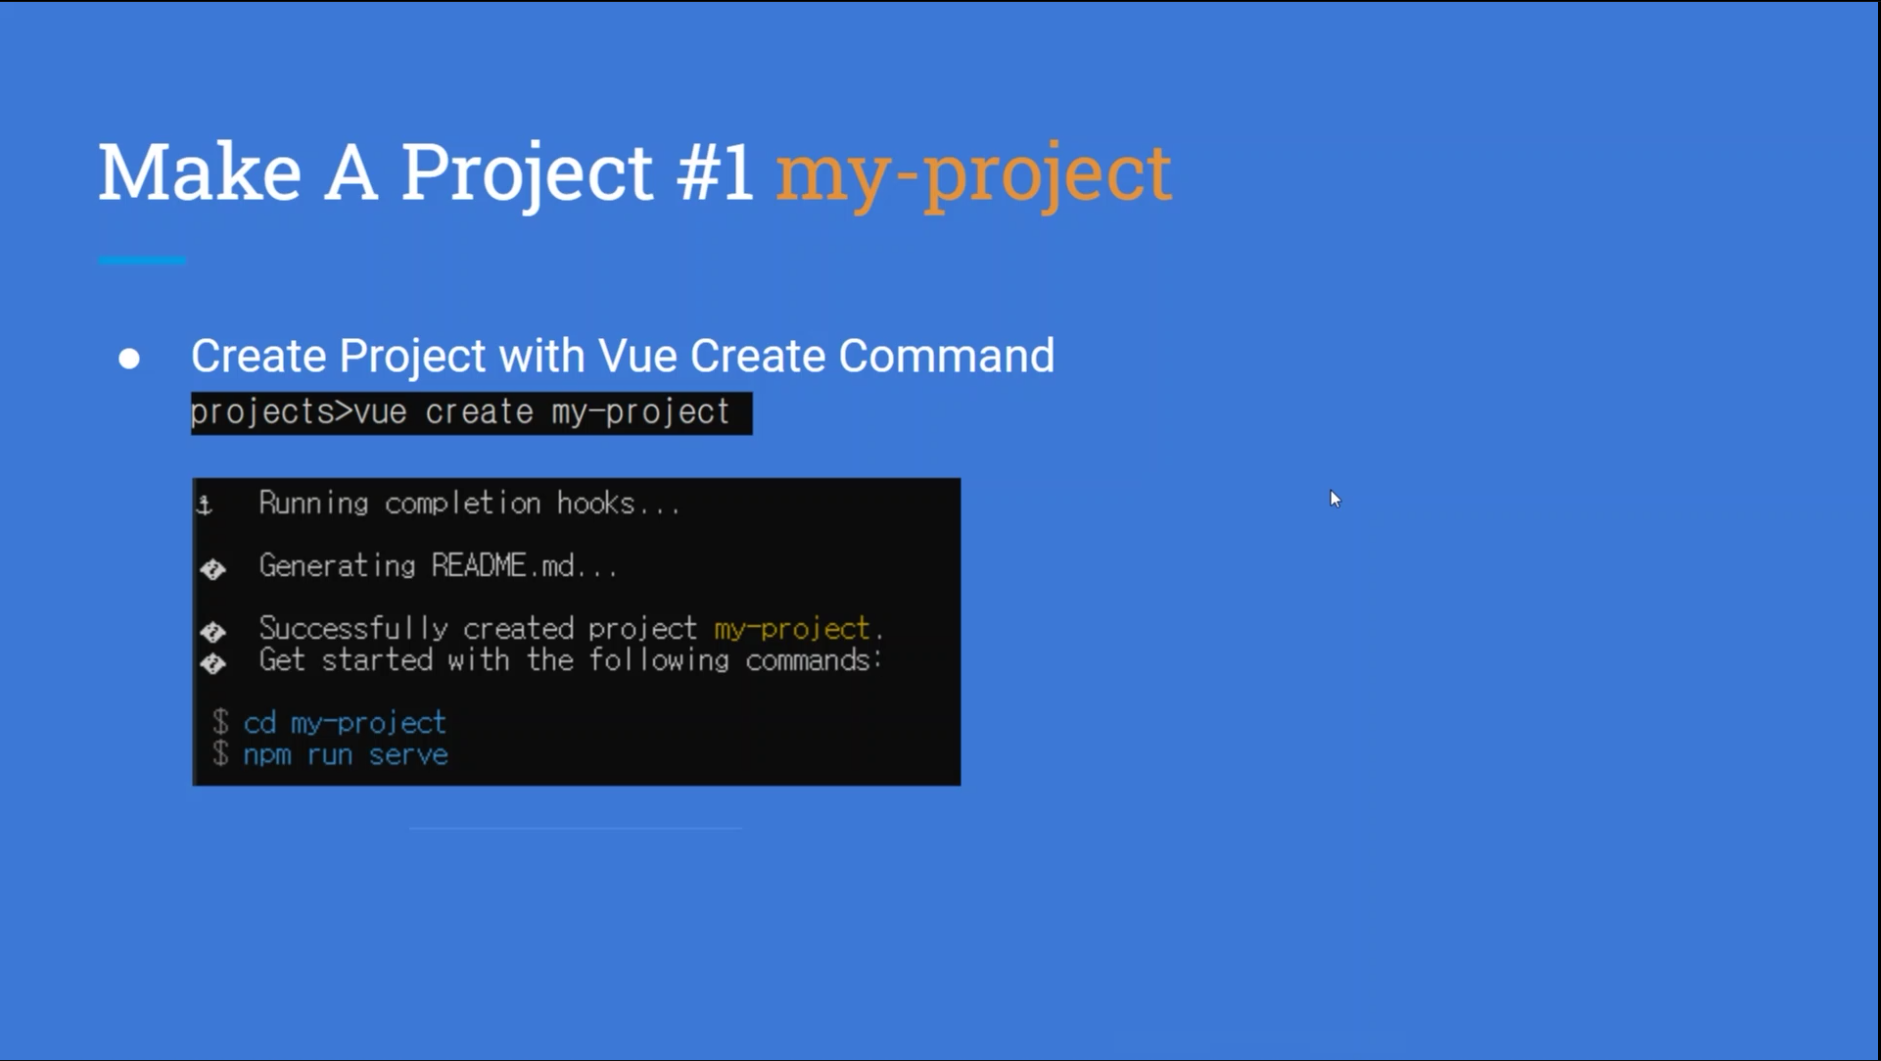 Make A Project #1 my-project
● Create Project with Vue Create Command
projects>vue create my-project
⚓ Running completion hooks...
� Generating README.md...
� Successfully created project my-project.
� Get started with the following commands:
$ cd my-project
$ npm run serve